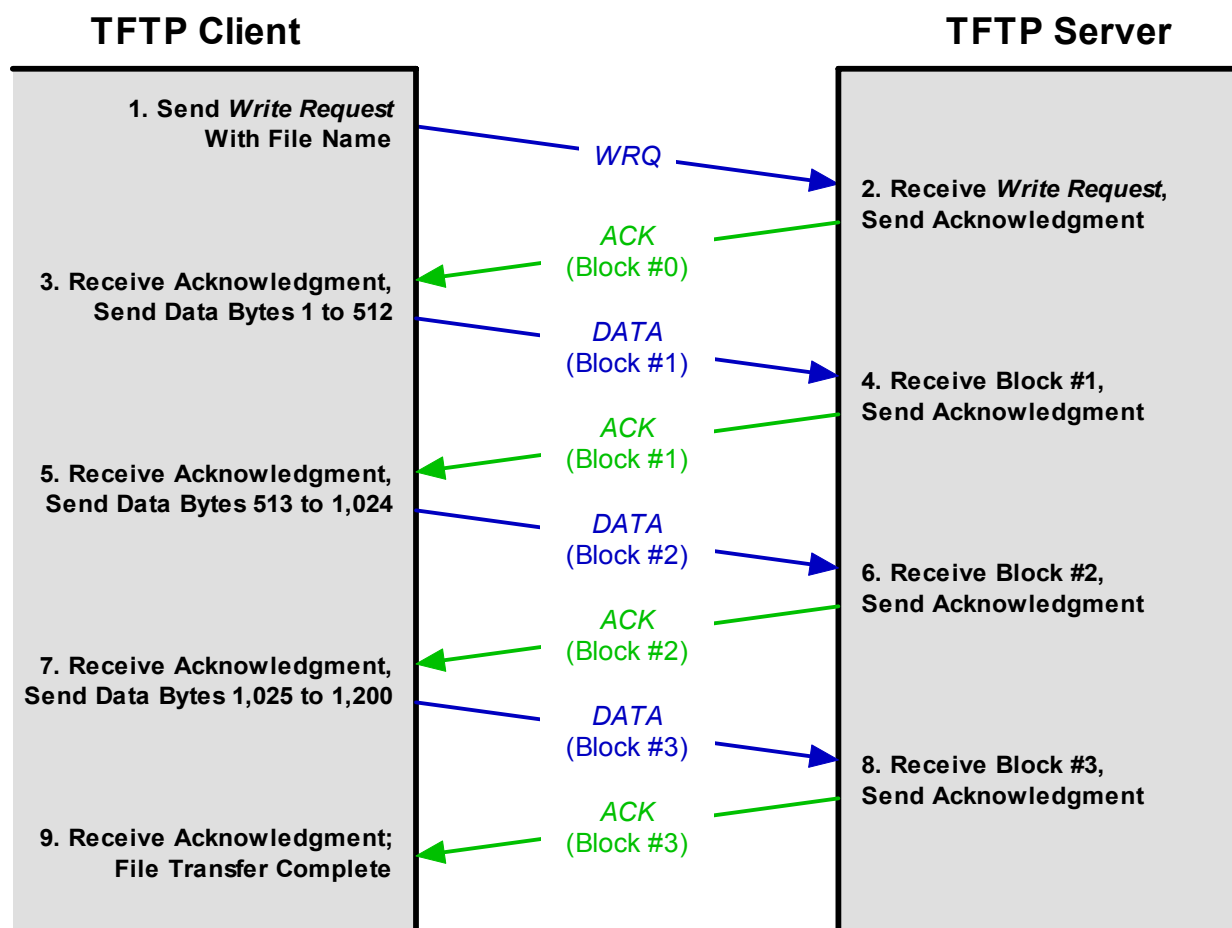 TFTP Client
TFTP Server
1. Send Write Request
With File Name
WRQ
2. Receive Write Request,
Send Acknowledgment
ACK
(Block #0)
3. Receive Acknowledgment,
Send Data Bytes 1 to 512
DATA
(Block #1)
4. Receive Block #1,
Send Acknowledgment
ACK
(Block #1)
5. Receive Acknowledgment,
Send Data Bytes 513 to 1,024
DATA
(Block #2)
6. Receive Block #2,
Send Acknowledgment
ACK
(Block #2)
7. Receive Acknowledgment,
Send Data Bytes 1,025 to 1,200
DATA
(Block #3)
8. Receive Block #3,
Send Acknowledgment
ACK
(Block #3)
9. Receive Acknowledgment;
File Transfer Complete